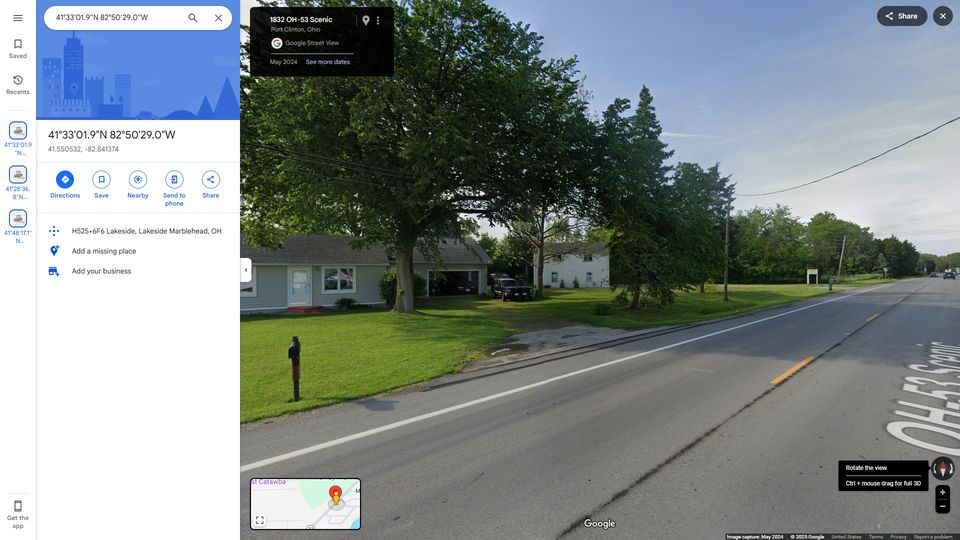 41°33'01.9"N 82°50'29.0"W
Saved
Recents
41°33'01.9
"N...
41°28'36.
8"N...
41°48'17.1"
N...
Get the
app
41°33'01.9"N 82°50'29.0"W
41.550532, -82.841374
Directions
Save
Nearby
Send to
phone
Share
H525+6F6 Lakeside, Lakeside Marblehead, OH
Add a missing place
Add your business
1832 OH-53 Scenic
Port Clinton, Ohio
Google Street View
May 2024
See more dates
Share
OH-53 Scenic
Rotate the view
Ctrl + mouse drag for full 3D
at Catawba
Google
Image capture: May 2024 © 2025 Google United States Terms Privacy Report a problem